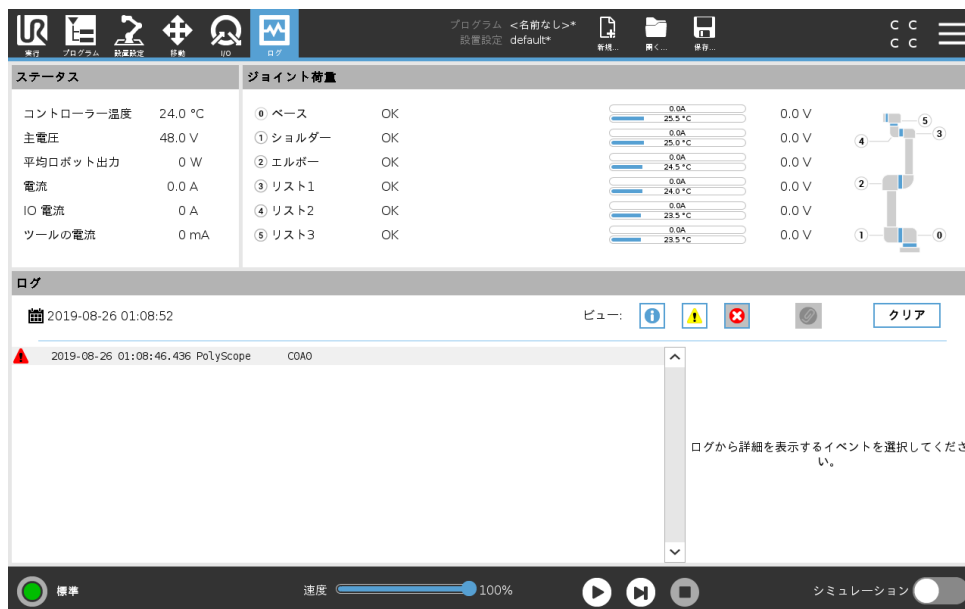 プログラム <名前なし>*
設置設定 default*
実行 プログラム 設置設定 移動 I/O ログ 新規... 開く... 保存...
C C
C C
ステータス
ジョイント荷重
コントローラー温度 24.0 °C
主電圧 48.0 V
平均ロボット出力 0 W
電流 0.0 A
IO 電流 0 A
ツールの電流 0 mA
0 ベース OK 0.0A 25.5 °C 0.0 V
1 ショルダー OK 0.0A 25.0 °C 0.0 V
2 エルボー OK 0.0A 24.5 °C 0.0 V
3 リスト1 OK 0.0A 24.0 °C 0.0 V
4 リスト2 OK 0.0A 23.5 °C 0.0 V
5 リスト3 OK 0.0A 23.5 °C 0.0 V
5
4 3
2
1 0
ログ
2019-08-26 01:08:52
ビュー:
クリア
2019-08-26 01:08:46.436 PolyScope C0A0
ログから詳細を表示するイベントを選択してくださ
い。
標準
速度 100%
シミュレーション